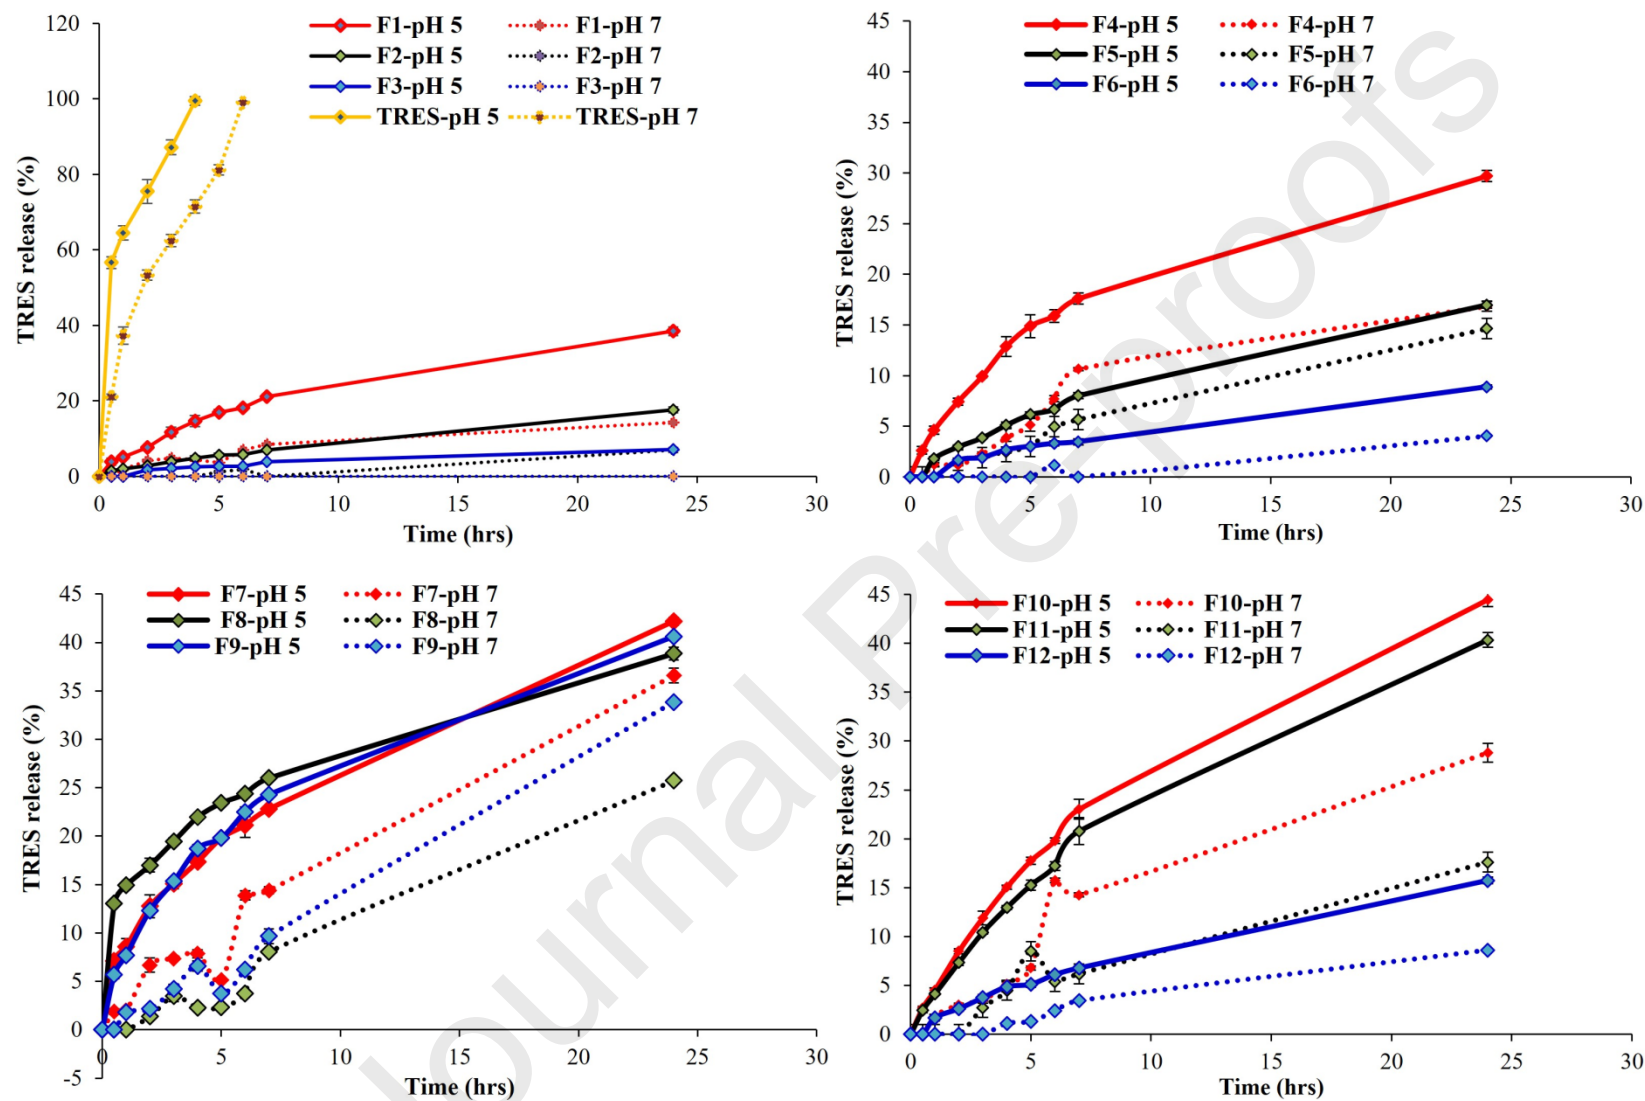 F1-pH 5 F1-pH 7
F2-pH 5 F2-pH 7
F3-pH 5 F3-pH 7
TRES-pH 5 TRES-pH 7
TRES release (%)
120
100
80
60
40
20
0
0 5 10 15 20 25 30
Time (hrs)
F4-pH 5 F4-pH 7
F5-pH 5 F5-pH 7
F6-pH 5 F6-pH 7
TRES release (%)
45
40
35
30
25
20
15
10
5
0
0 5 10 15 20 25 30
Time (hrs)
F7-pH 5 F7-pH 7
F8-pH 5 F8-pH 7
F9-pH 5 F9-pH 7
TRES release (%)
45
40
35
30
25
20
15
10
5
0
-5
0 5 10 15 20 25 30
Time (hrs)
F10-pH 5 F10-pH 7
F11-pH 5 F11-pH 7
F12-pH 5 F12-pH 7
TRES release (%)
45
40
35
30
25
20
15
10
5
0
0 5 10 15 20 25 30
Time (hrs)
Journal Pre-proofs